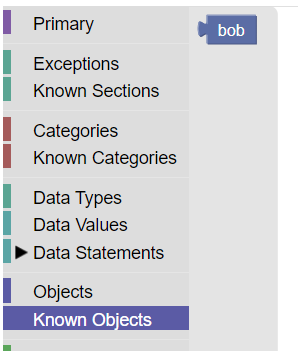 Primary
bob
Exceptions
Known Sections
Categories
Known Categories
Data Types
Data Values
Data Statements
Objects
Known Objects